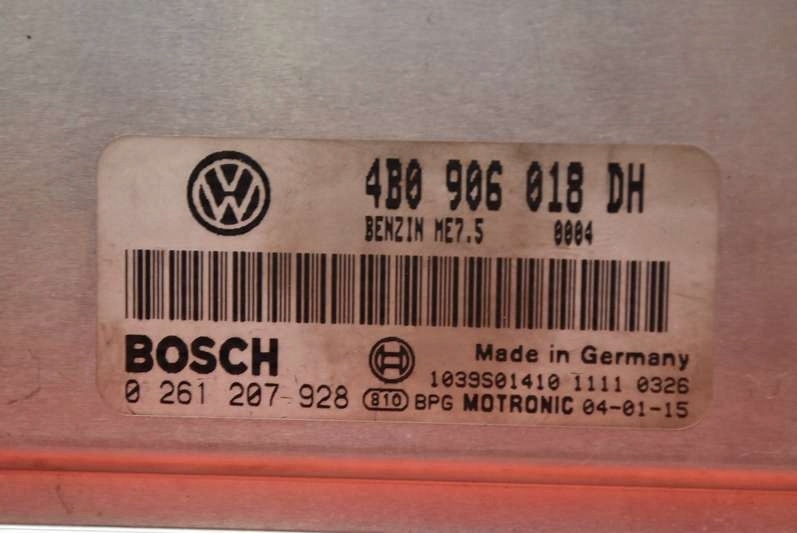 4B0 906 018 DH
BENZIN ME7.5 0004
BOSCH
Made in Germany
1039S01410 1111 0326
0 261 207 928
810 BPG MOTRONIC 04-01-15